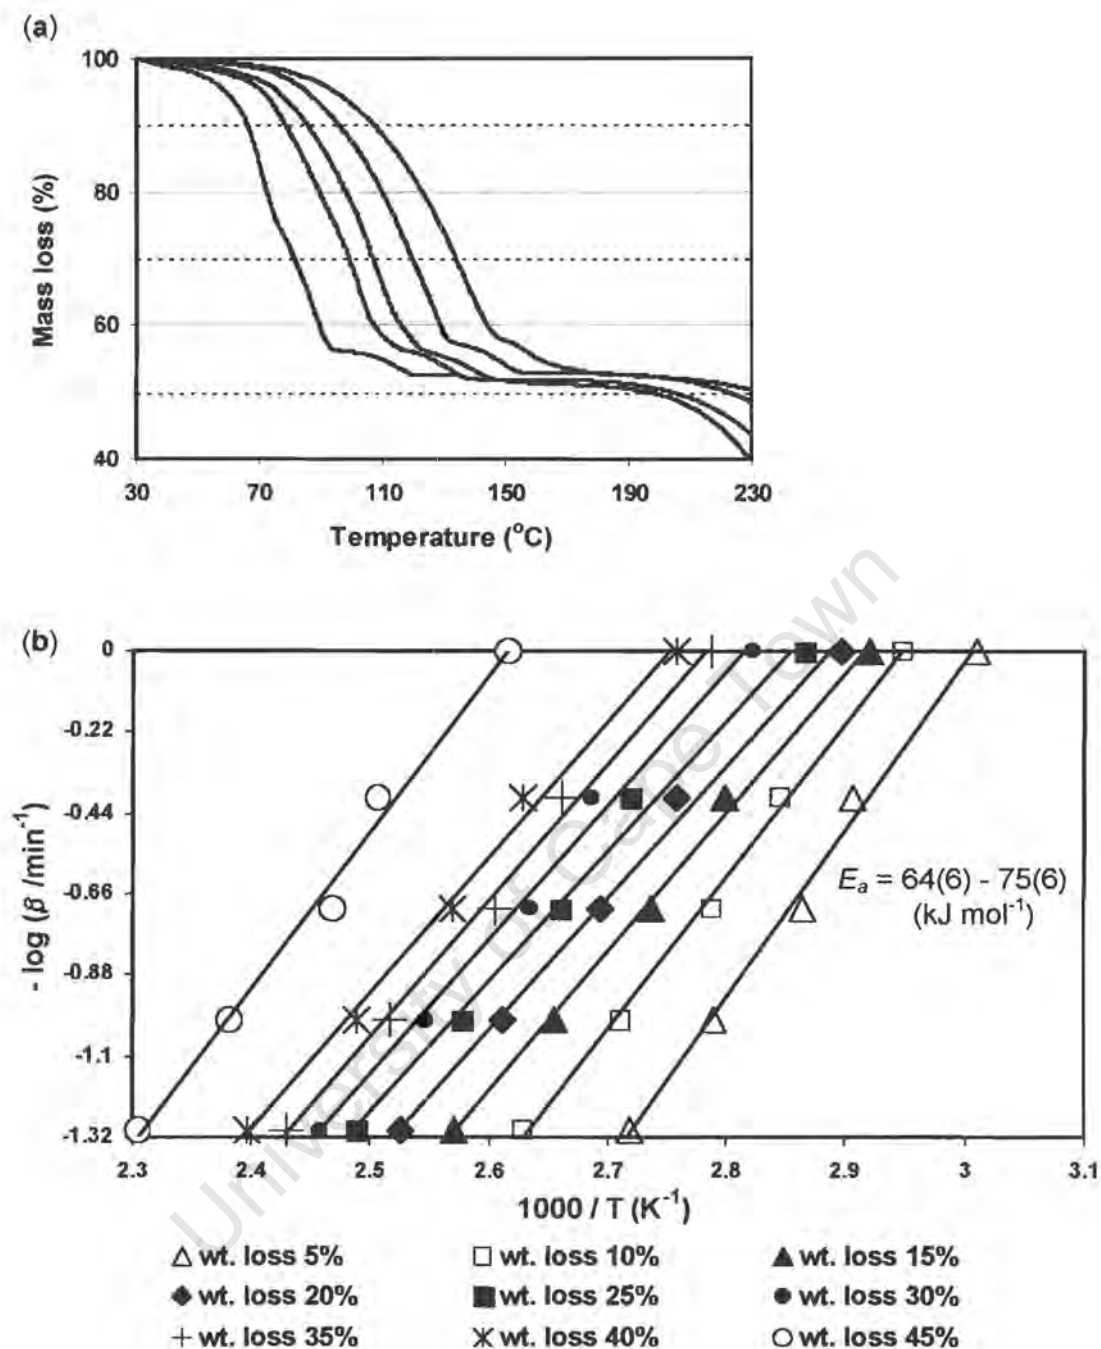 (a)
100
80
60
40
Mass loss (%)
30 70 110 150 190 230
Temperature (°C)
(b)
0
-0.22
-0.44
-0.66
-0.88
-1.1
-1.32
- log (β /min⁻¹)
Eₐ = 64(6) - 75(6)
(kJ mol⁻¹)
2.3 2.4 2.5 2.6 2.7 2.8 2.9 3 3.1
1000 / T (K⁻¹)
wt. loss 5% wt. loss 10% wt. loss 15%
wt. loss 20% wt. loss 25% wt. loss 30%
wt. loss 35% wt. loss 40% wt. loss 45%
University of Cape Town